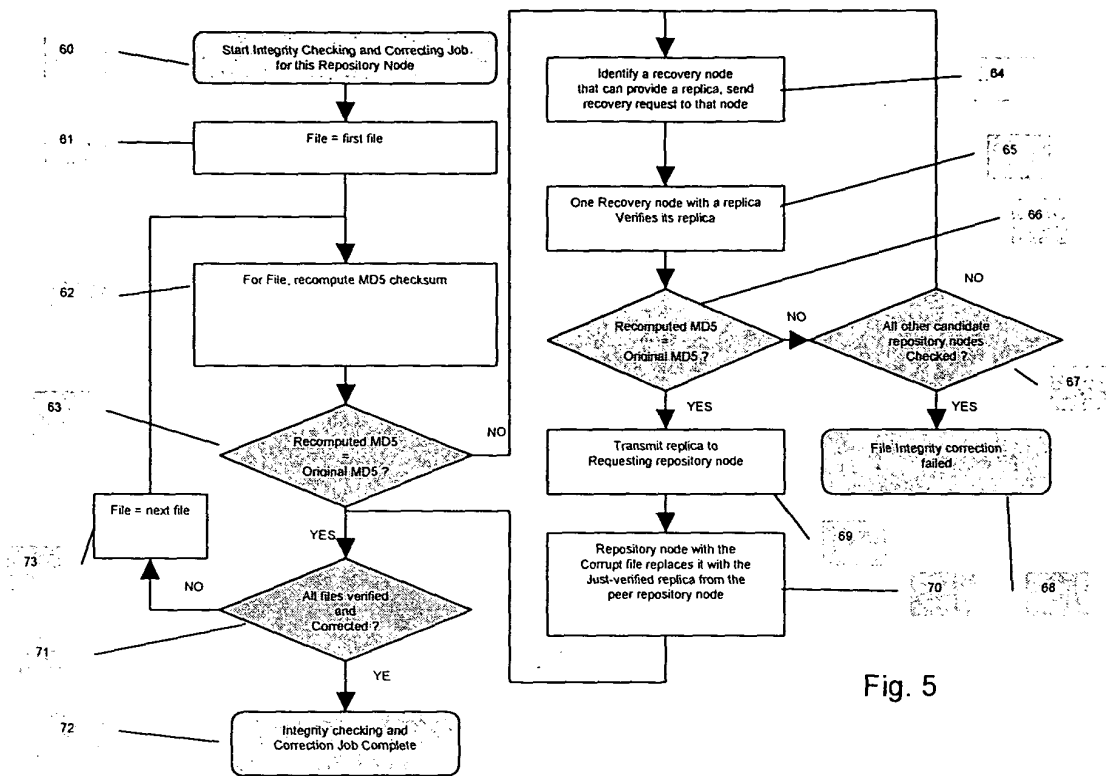 60
Start Integrity Checking and Correcting Job
for this Repository Node
61
File = first file
62
For File, recompute MD5 checksum
63
Recomputed MD5
=
Original MD5 ?
NO
YES
File = next file
73
NO
All files verified
and
Corrected ?
71
YE
72
Integrity checking and
Correction Job Complete
Identify a recovery node
that can provide a replica, send
recovery request to that node
64
65
One Recovery node with a replica
Verifies its replica
66
Recomputed MD5
=
Original MD5 ?
NO
NO
All other candidate
repository nodes
Checked ?
67
YES
YES
Transmit replica to
Requesting repository node
File Integrity correction
failed
69
Repository node with the
Corrupt file replaces it with the
Just-verified replica from the
peer repository node
70
68
Fig. 5